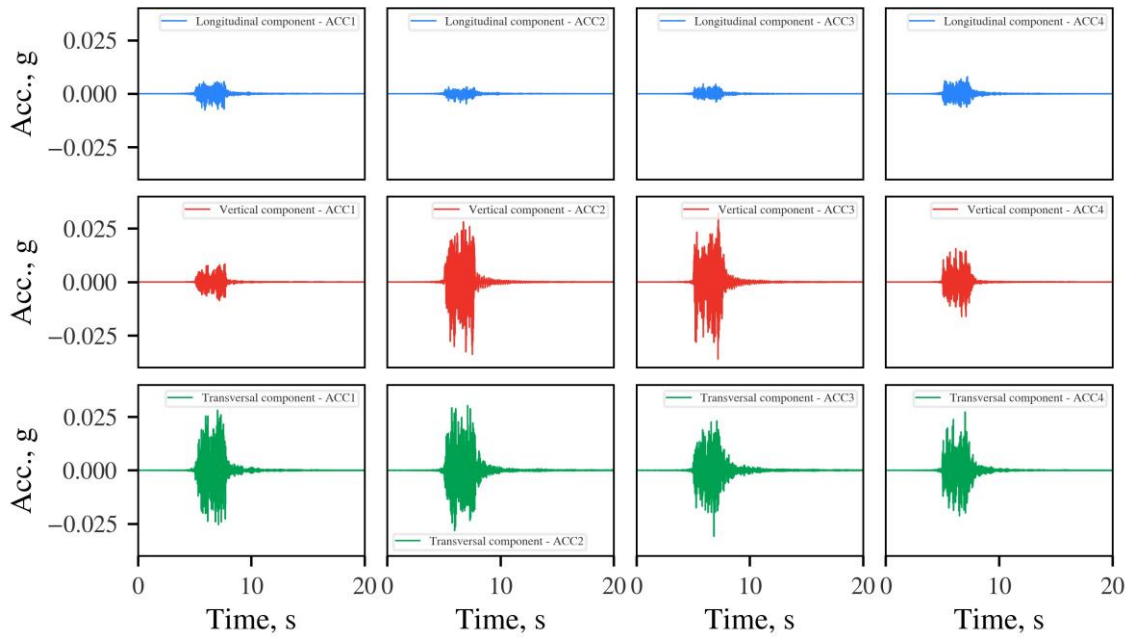 Longitudinal component - ACC1
Longitudinal component - ACC2
Longitudinal component - ACC3
Longitudinal component - ACC4
0.025
0.000
−0.025
Acc., g
Vertical component - ACC1
Vertical component - ACC2
Vertical component - ACC3
Vertical component - ACC4
0.025
0.000
−0.025
Acc., g
Transversal component - ACC1
Transversal component - ACC2
Transversal component - ACC3
Transversal component - ACC4
0.025
0.000
−0.025
Acc., g
0 10 20 0 10 20 0 10 20 0 10 20
Time, s Time, s Time, s Time, s